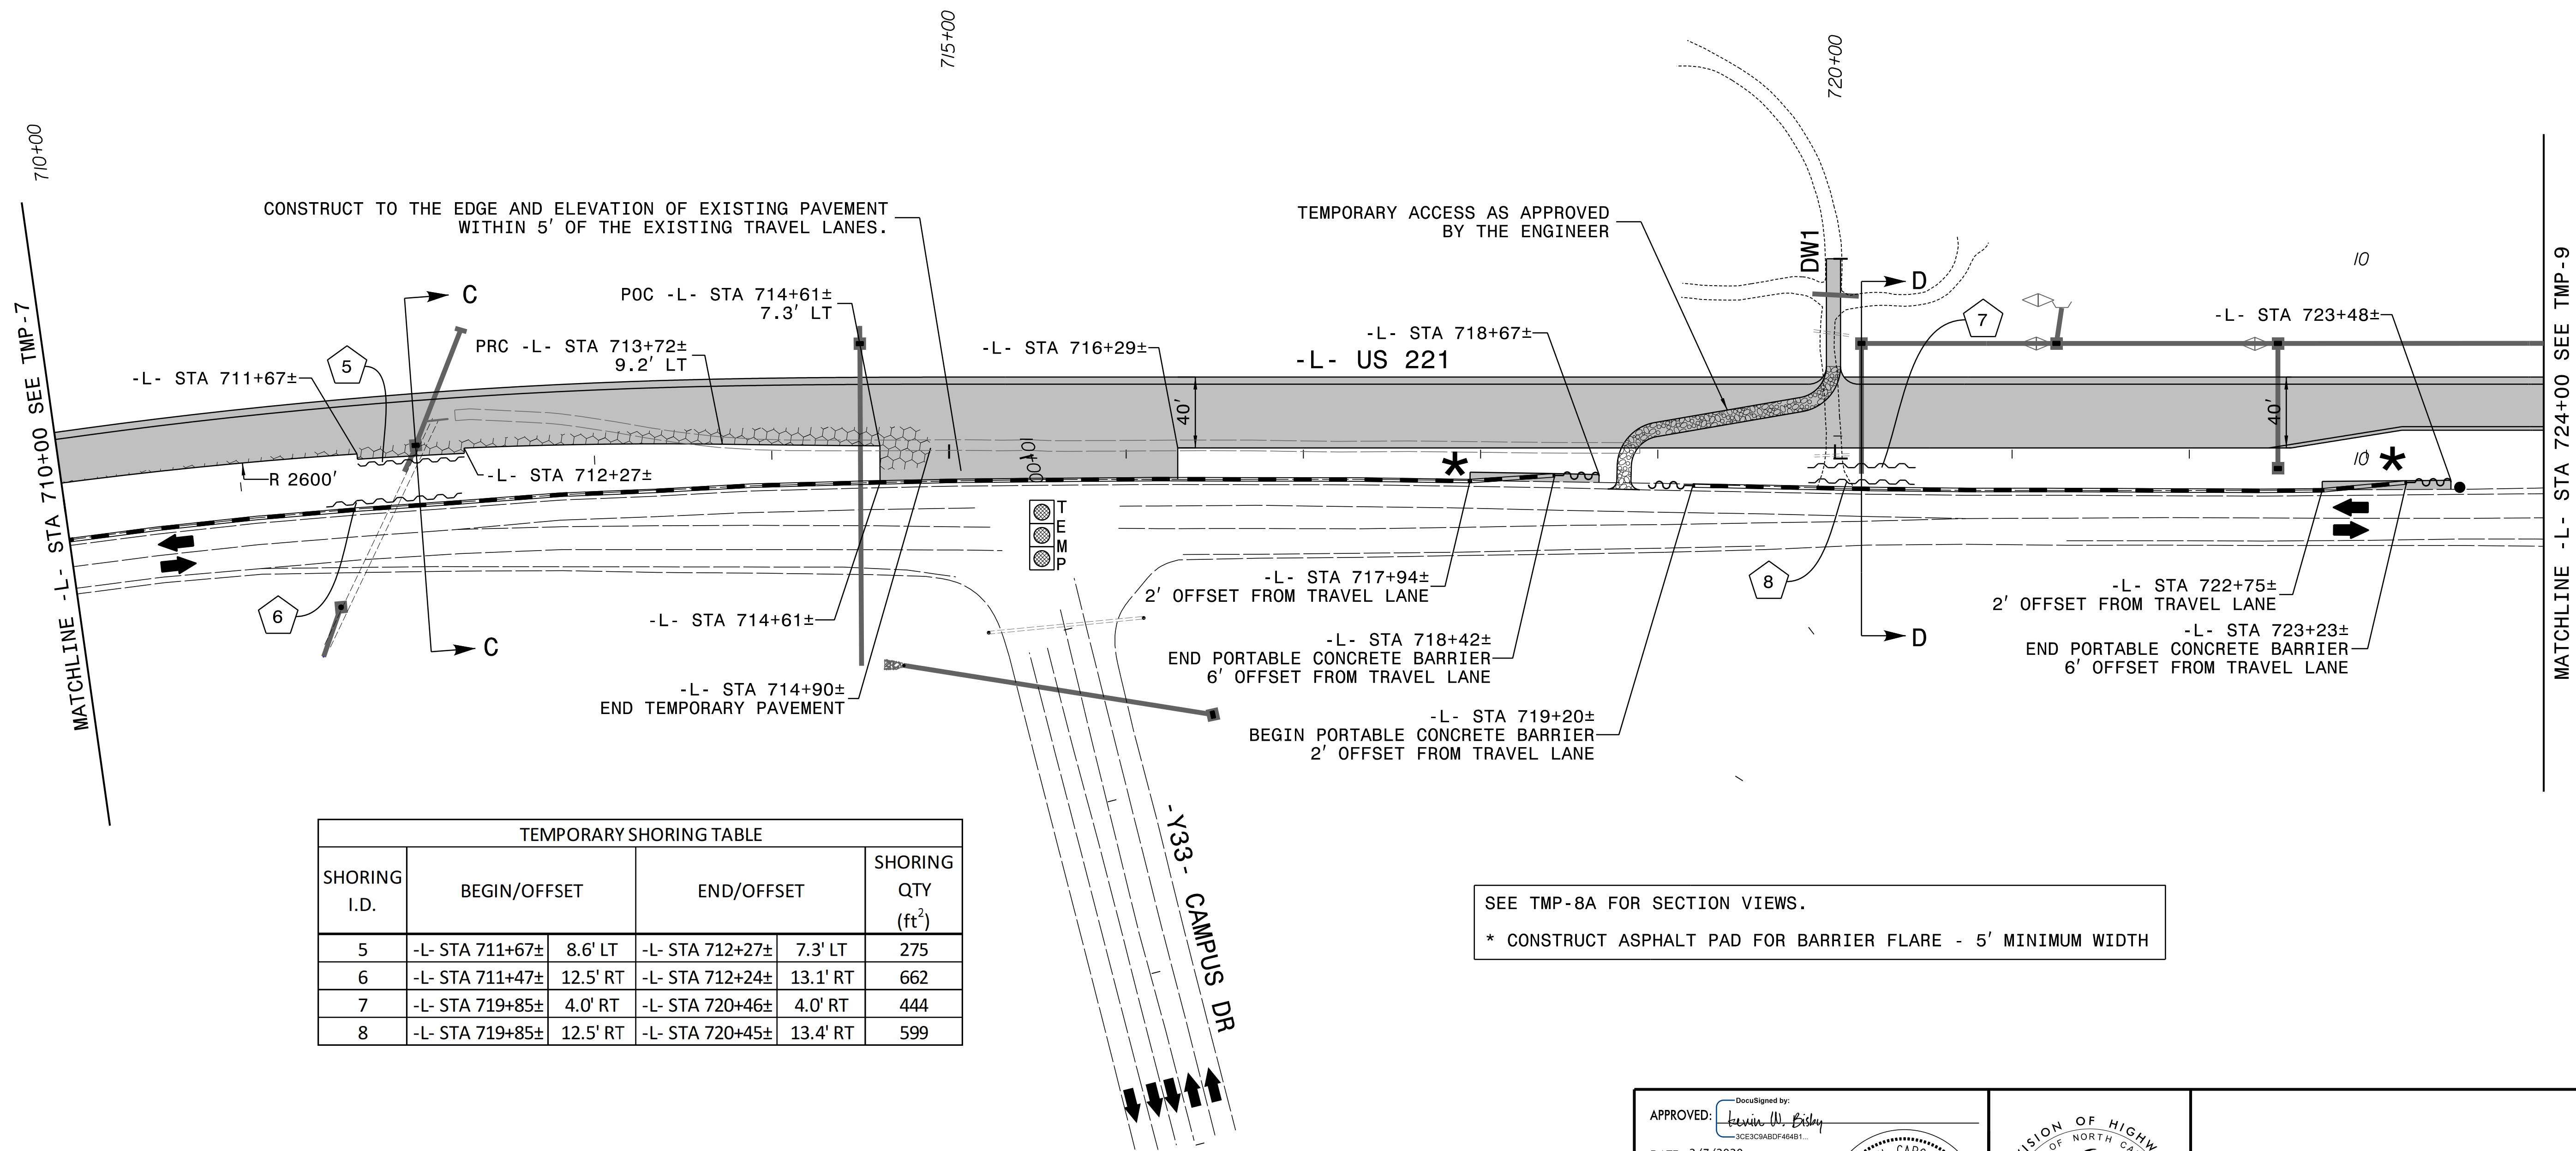 715+00
720+00
710+00
CONSTRUCT TO THE EDGE AND ELEVATION OF EXISTING PAVEMENT
WITHIN 5' OF THE EXISTING TRAVEL LANES.
TEMPORARY ACCESS AS APPROVED
BY THE ENGINEER
DW1
C
D
10
POC -L- STA 714+61±
7.3' LT
PRC -L- STA 713+72±
9.2' LT
-L- STA 716+29±
-L- STA 718+67±
-L- US 221
7
-L- STA 723+48±
5
-L- STA 711+67±
40'
40'
R 2600'
-L- STA 712+27±
10+00
*
10
*
MATCHLINE -L- STA 710+00 SEE TMP-7
MATCHLINE -L- STA 724+00 SEE TMP-9
T
E
M
P
6
8
-L- STA 714+61±
C
D
-L- STA 717+94±
2' OFFSET FROM TRAVEL LANE
-L- STA 722+75±
2' OFFSET FROM TRAVEL LANE
-L- STA 718+42±
END PORTABLE CONCRETE BARRIER
6' OFFSET FROM TRAVEL LANE
-L- STA 723+23±
END PORTABLE CONCRETE BARRIER
6' OFFSET FROM TRAVEL LANE
-L- STA 714+90±
END TEMPORARY PAVEMENT
-L- STA 719+20±
BEGIN PORTABLE CONCRETE BARRIER
2' OFFSET FROM TRAVEL LANE
-Y33- CAMPUS DR
TEMPORARY SHORING TABLE
SHORING I.D. BEGIN/OFFSET END/OFFSET SHORING QTY (ft²)
5 -L- STA 711+67± 8.6' LT -L- STA 712+27± 7.3' LT 275
6 -L- STA 711+47± 12.5' RT -L- STA 712+24± 13.1' RT 662
7 -L- STA 719+85± 4.0' RT -L- STA 720+46± 4.0' RT 444
8 -L- STA 719+85± 12.5' RT -L- STA 720+45± 13.4' RT 599
SEE TMP-8A FOR SECTION VIEWS.
* CONSTRUCT ASPHALT PAD FOR BARRIER FLARE - 5' MINIMUM WIDTH
DocuSigned by:
APPROVED: Kevin W. Bisby
3CE3C9ABDF464B1...
OF HIGHW
OF NORTH CA